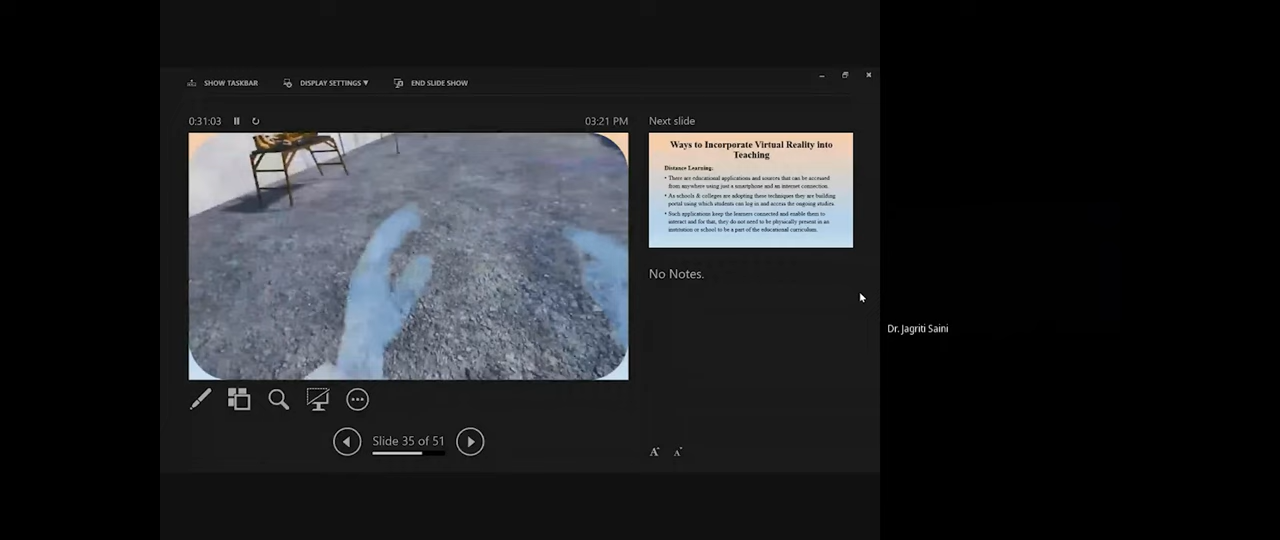 SHOW TASKBAR
DISPLAY SETTINGS ▼
END SLIDE SHOW
0:31:03
03:21 PM
Next slide
Ways to Incorporate Virtual Reality into
Teaching
Distance Learning:
• There are educational applications and sources that can be accessed
from anywhere using just a smartphone and an internet connection.
• As schools & colleges are adopting these techniques they are building
portal using which students can log in and access the ongoing studies.
• Such applications keep the learners connected and enable them to
interact and for that, they do not need to be physically present in an
institution or school to be a part of the educational curriculum.
No Notes.
Dr. Jagriti Saini
Slide 35 of 51
A A